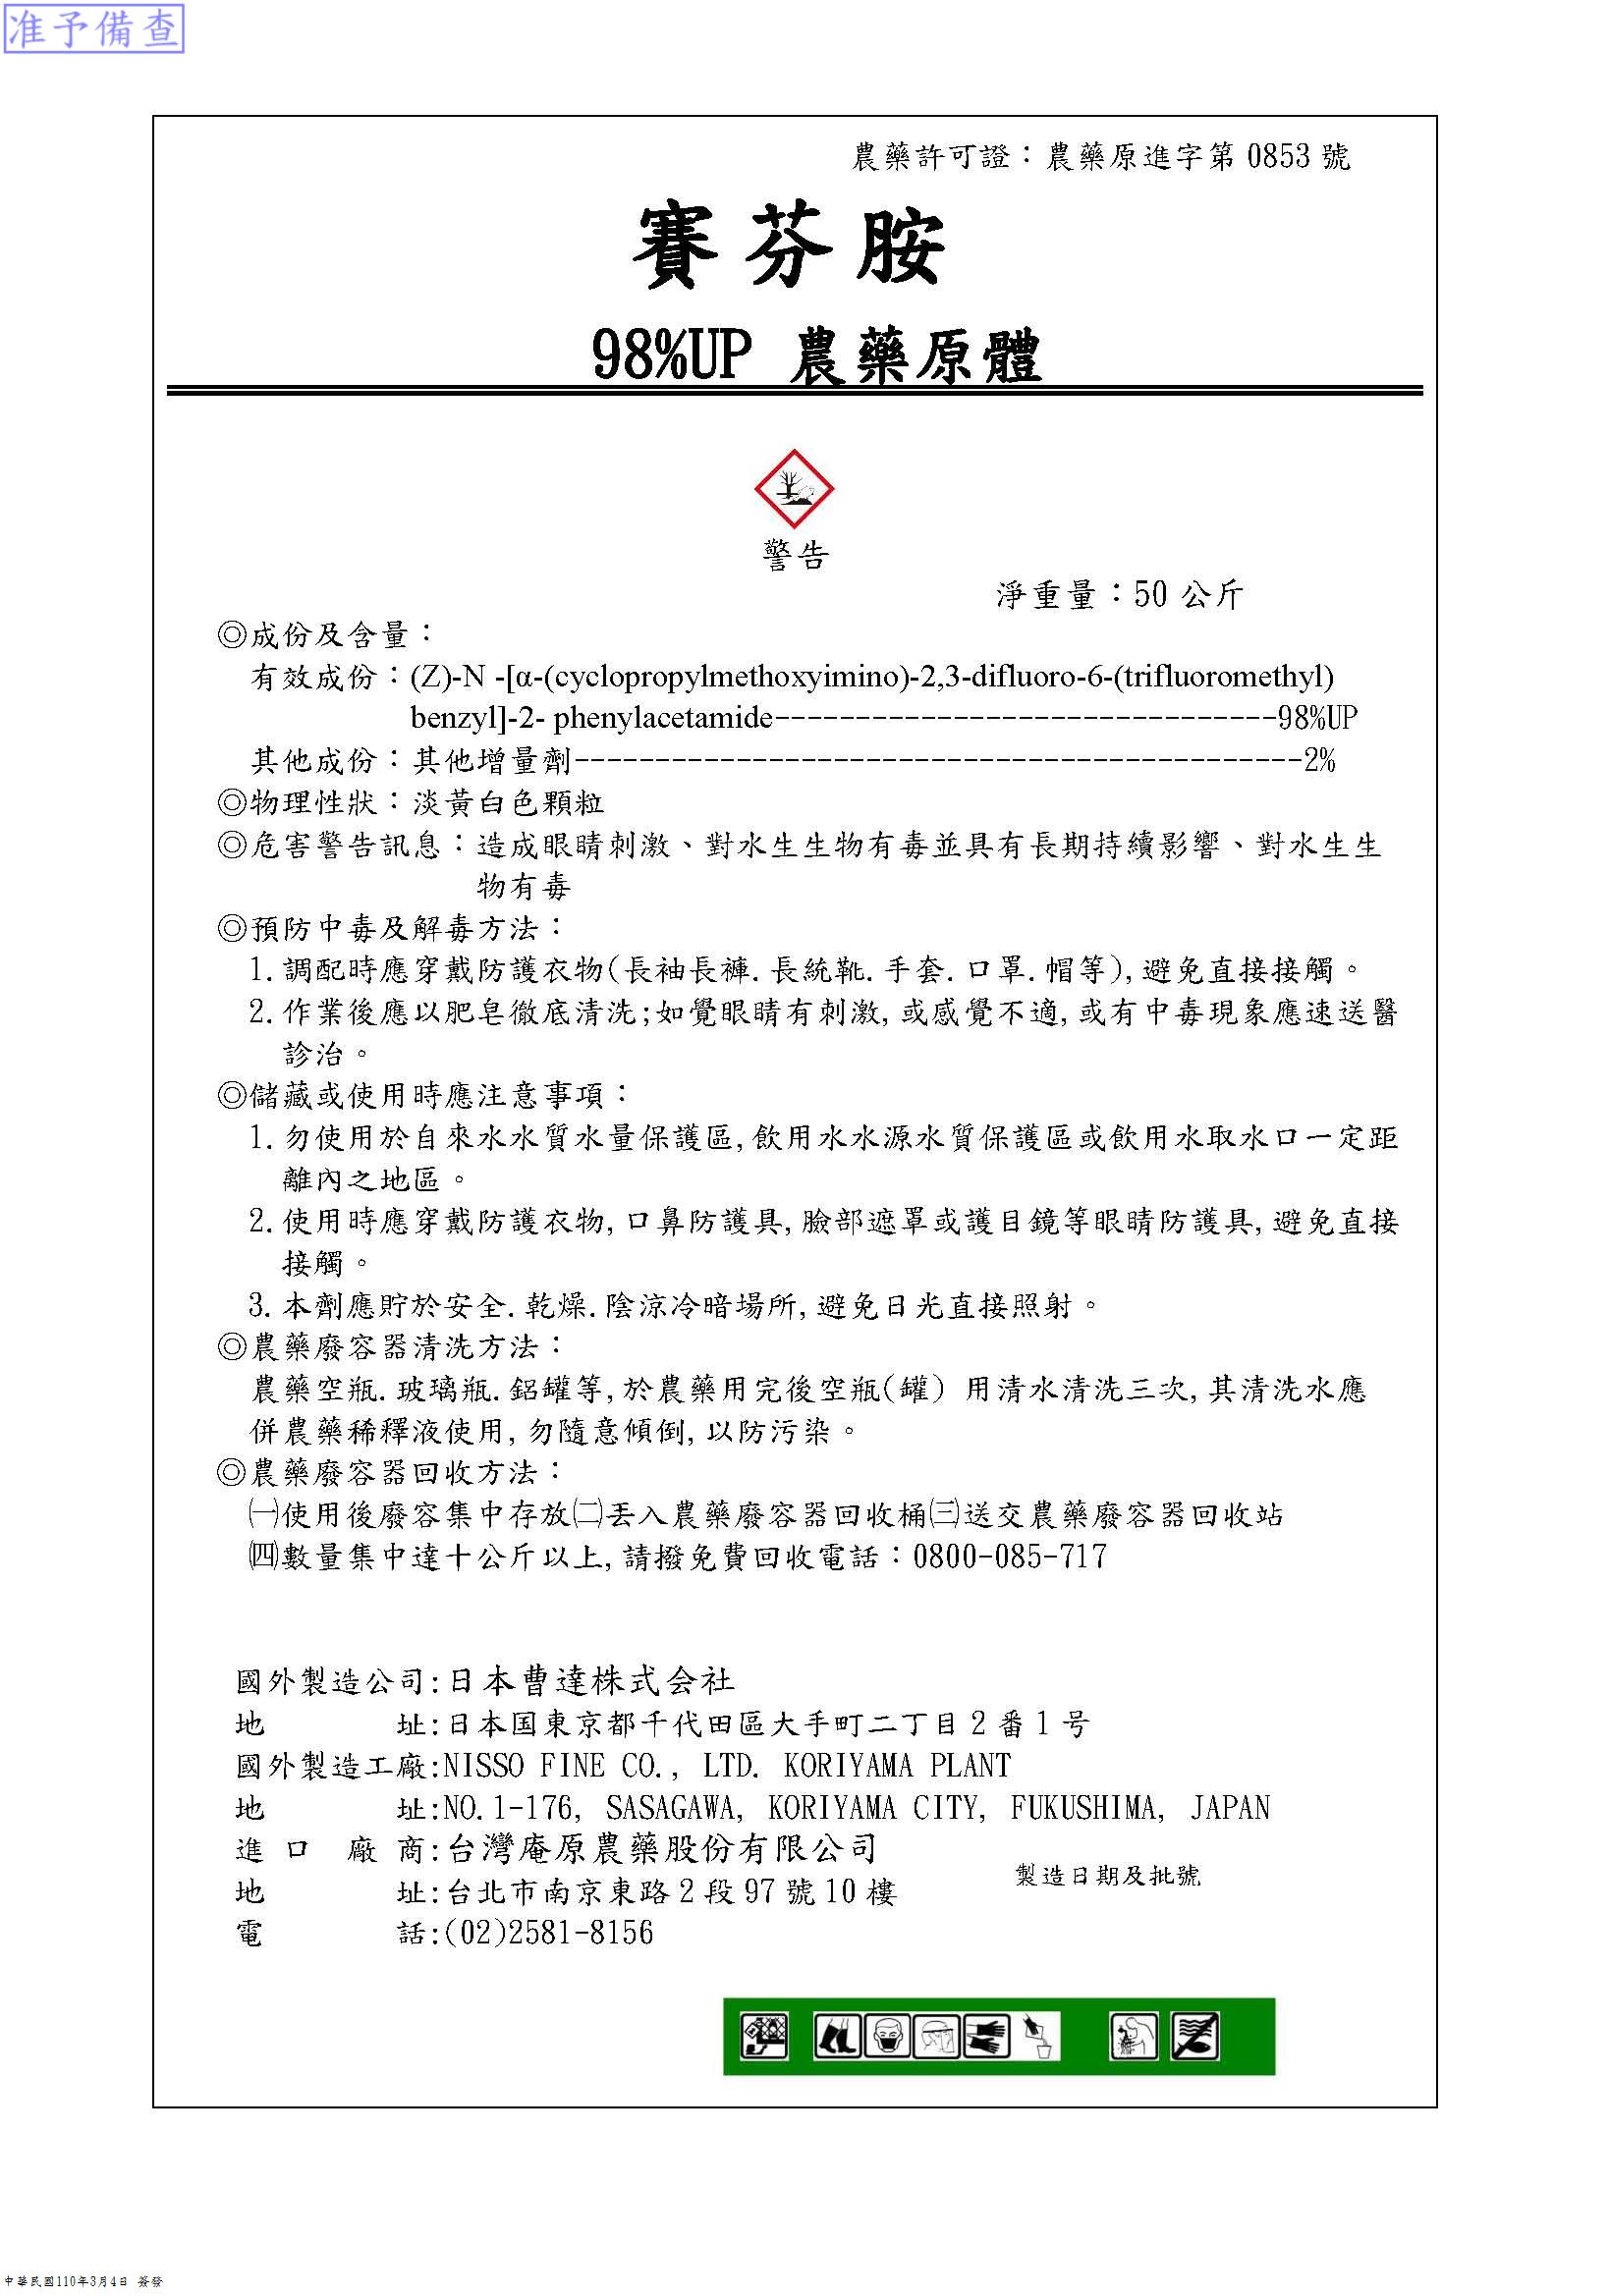 准予備查
農藥許可證：農藥原進字第 0853 號
賽芬胺
98%UP 農藥原體
警告
淨重量：50 公斤
◎成份及含量：
有效成份：(Z)-N -[α-(cyclopropylmethoxyimino)-2,3-difluoro-6-(trifluoromethyl)
benzyl]-2- phenylacetamide-------------------------------98%UP
其他成份：其他增量劑---------------------------------------------2%
◎物理性狀：淡黃白色顆粒
◎危害警告訊息：造成眼睛刺激、對水生生物有毒並具有長期持續影響、對水生生
物有毒
◎預防中毒及解毒方法：
1.調配時應穿戴防護衣物(長袖長褲.長統靴.手套.口罩.帽等),避免直接接觸。
2.作業後應以肥皂徹底清洗;如覺眼睛有刺激,或感覺不適,或有中毒現象應速送醫
診治。
◎儲藏或使用時應注意事項：
1.勿使用於自來水水質水量保護區,飲用水水源水質保護區或飲用水取水口一定距
離內之地區。
2.使用時應穿戴防護衣物,口鼻防護具,臉部遮罩或護目鏡等眼睛防護具,避免直接
接觸。
3.本劑應貯於安全.乾燥.陰涼冷暗場所,避免日光直接照射。
◎農藥廢容器清洗方法：
農藥空瓶.玻璃瓶.鋁罐等,於農藥用完後空瓶(罐) 用清水清洗三次,其清洗水應
併農藥稀釋液使用,勿隨意傾倒,以防污染。
◎農藥廢容器回收方法：
㈠使用後廢容集中存放㈡丟入農藥廢容器回收桶㈢送交農藥廢容器回收站
㈣數量集中達十公斤以上,請撥免費回收電話：0800-085-717
國外製造公司:日本曹達株式会社
地 址:日本国東京都千代田區大手町二丁目 2 番 1 号
國外製造工廠:NISSO FINE CO., LTD. KORIYAMA PLANT
地 址:NO.1-176, SASAGAWA, KORIYAMA CITY, FUKUSHIMA, JAPAN
進 口 廠 商:台灣庵原農藥股份有限公司
製造日期及批號
地 址:台北市南京東路 2 段 97 號 10 樓
電 話:(02)2581-8156
中華民國110年3月4日 簽發